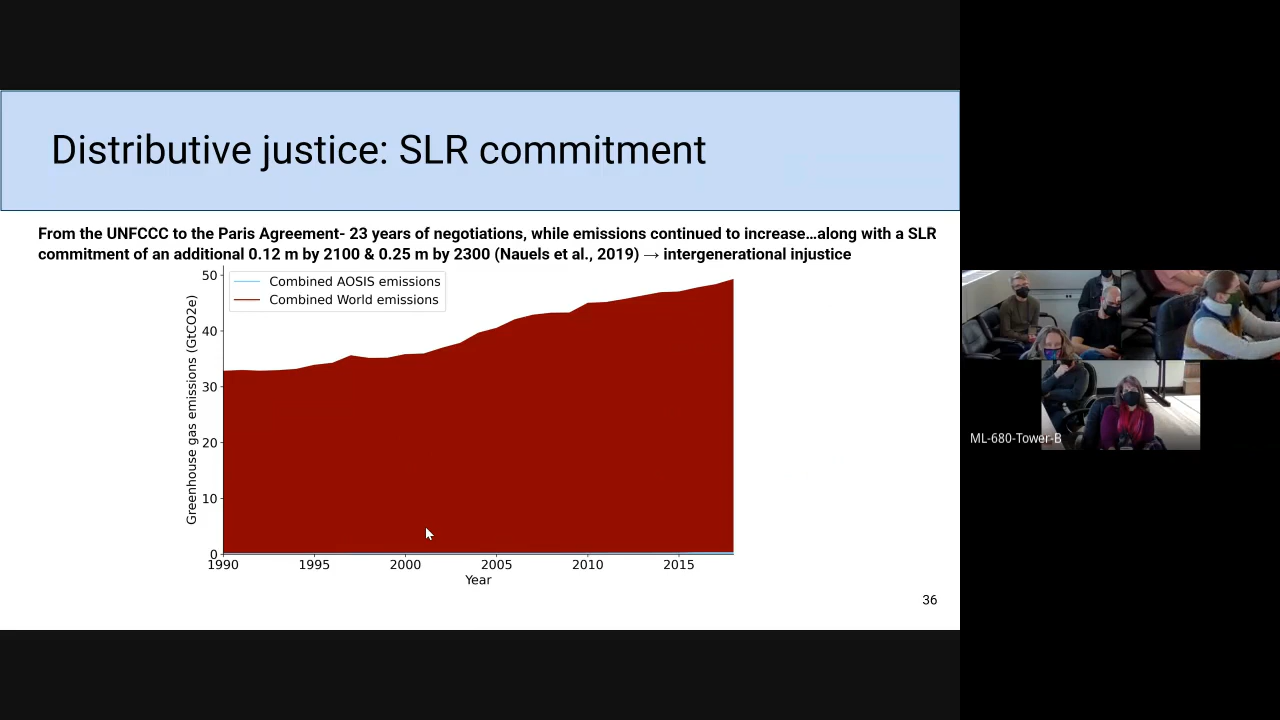 Distributive justice: SLR commitment
From the UNFCCC to the Paris Agreement- 23 years of negotiations, while emissions continued to increase…along with a SLR
commitment of an additional 0.12 m by 2100 & 0.25 m by 2300 (Nauels et al., 2019) → intergenerational injustice
Combined AOSIS emissions
Combined World emissions
Greenhouse gas emissions (GtCO2e)
50
40
30
20
10
0
1990 1995 2000 2005 2010 2015
Year
36
ML-680-Tower-B